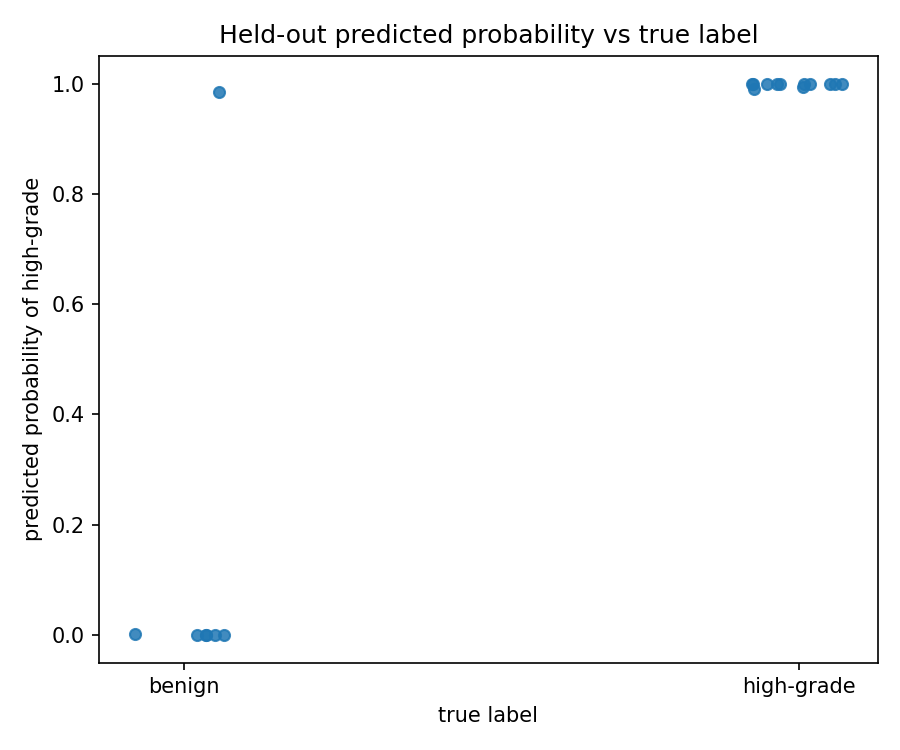 Held-out predicted probability vs true label
predicted probability of high-grade
1.0
0.8
0.6
0.4
0.2
0.0
benign
high-grade
true label